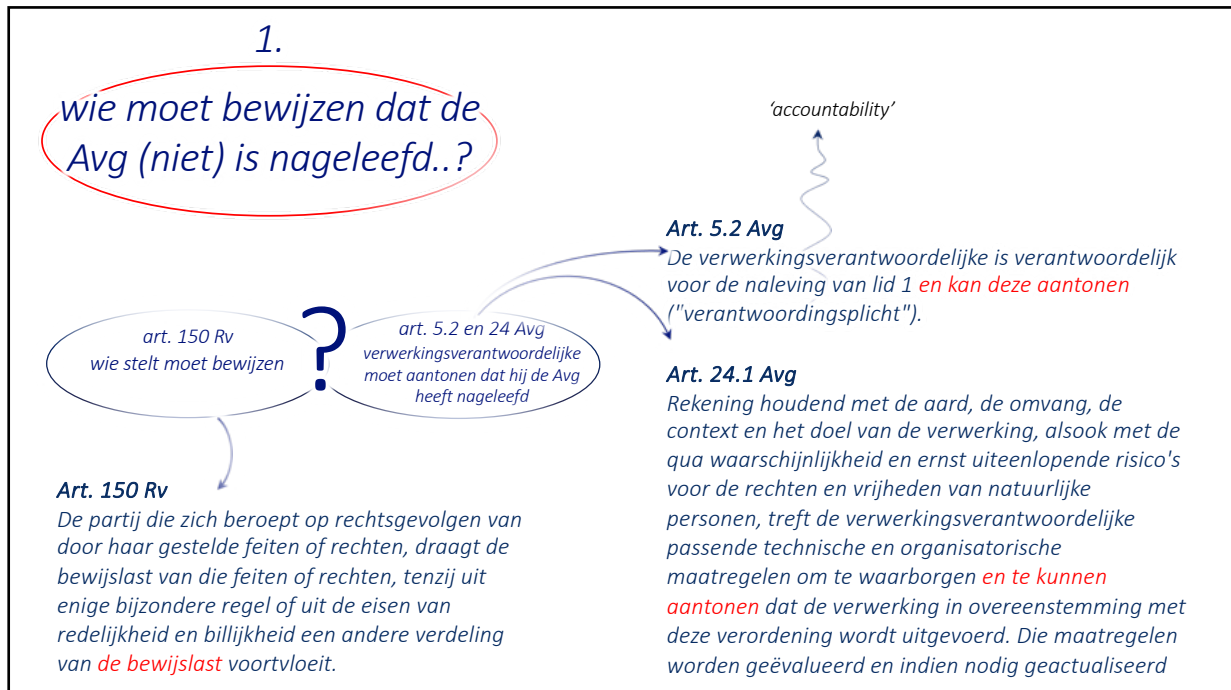 1.
wie moet bewijzen dat de
Avg (niet) is nageleefd..?
'accountability'
Art. 5.2 Avg
De verwerkingsverantwoordelijke is verantwoordelijk
voor de naleving van lid 1 en kan deze aantonen
("verantwoordingsplicht").
art. 150 Rv
wie stelt moet bewijzen
?
art. 5.2 en 24 Avg
verwerkingsverantwoordelijke
moet aantonen dat hij de Avg
heeft nageleefd
Art. 24.1 Avg
Rekening houdend met de aard, de omvang, de
context en het doel van de verwerking, alsook met de
qua waarschijnlijkheid en ernst uiteenlopende risico's
voor de rechten en vrijheden van natuurlijke
personen, treft de verwerkingsverantwoordelijke
passende technische en organisatorische
maatregelen om te waarborgen en te kunnen
aantonen dat de verwerking in overeenstemming met
deze verordening wordt uitgevoerd. Die maatregelen
worden geëvalueerd en indien nodig geactualiseerd
Art. 150 Rv
De partij die zich beroept op rechtsgevolgen van
door haar gestelde feiten of rechten, draagt de
bewijslast van die feiten of rechten, tenzij uit
enige bijzondere regel of uit de eisen van
redelijkheid en billijkheid een andere verdeling
van de bewijslast voortvloeit.